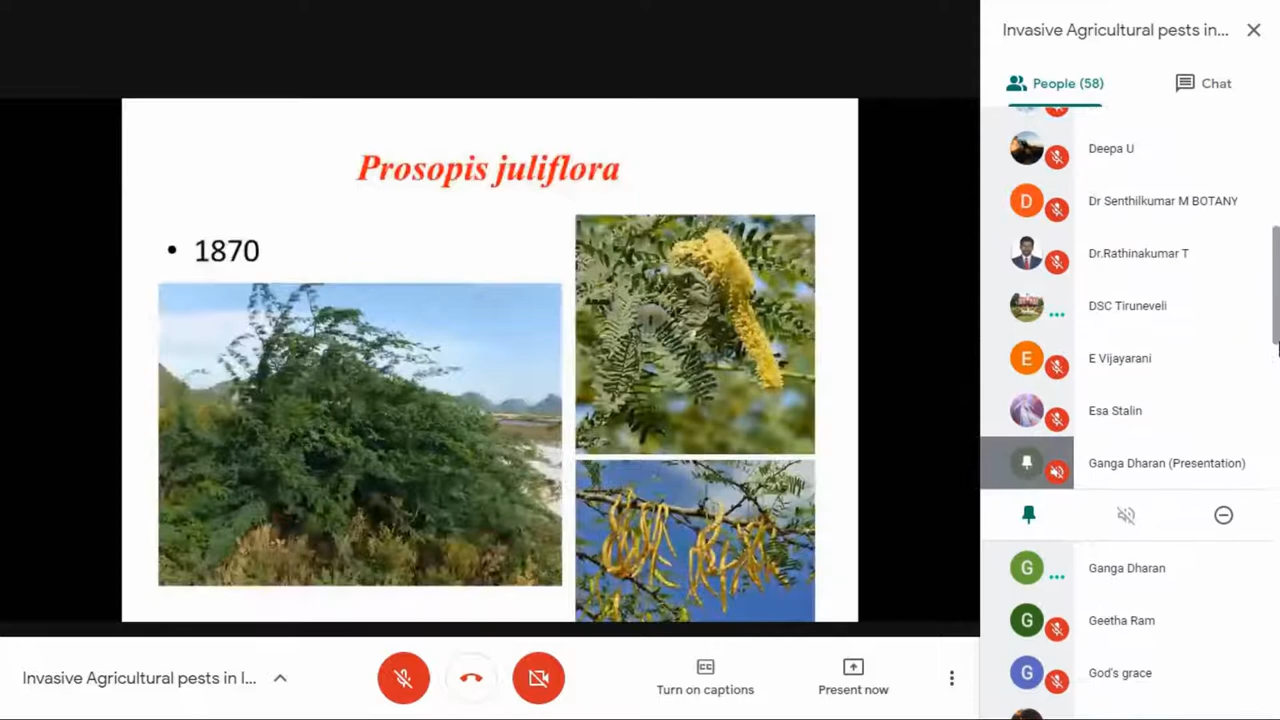 Prosopis juliflora
• 1870
Invasive Agricultural pests in...
People (58)
Chat
Deepa U
D
Dr Senthilkumar M BOTANY
Dr.Rathinakumar T
DSC Tiruneveli
E
E Vijayarani
Esa Stalin
Ganga Dharan (Presentation)
G
Ganga Dharan
G
Geetha Ram
G
God's grace
Invasive Agricultural pests in I...
CC
Turn on captions
Present now